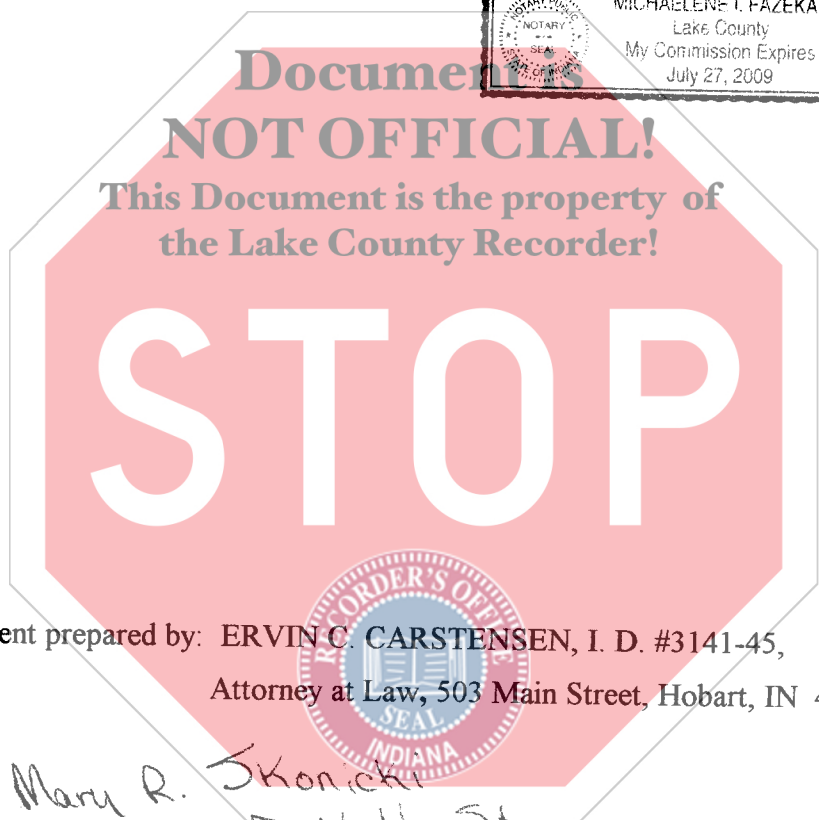 MICHAELENE T. FAZEKA
Lake County
My Commission Expires
July 27, 2009
NOTARY PUBLIC
NOTARY
SEAL
STATE OF INDIANA
Document is
NOT OFFICIAL!
This Document is the property of
the Lake County Recorder!
STOP
RECORDER'S OFFICE
SEAL
INDIANA
ent prepared by: ERVIN C. CARSTENSEN, I. D. #3141-45,
Attorney at Law, 503 Main Street, Hobart, IN 4
Mary R. Skonicki
St